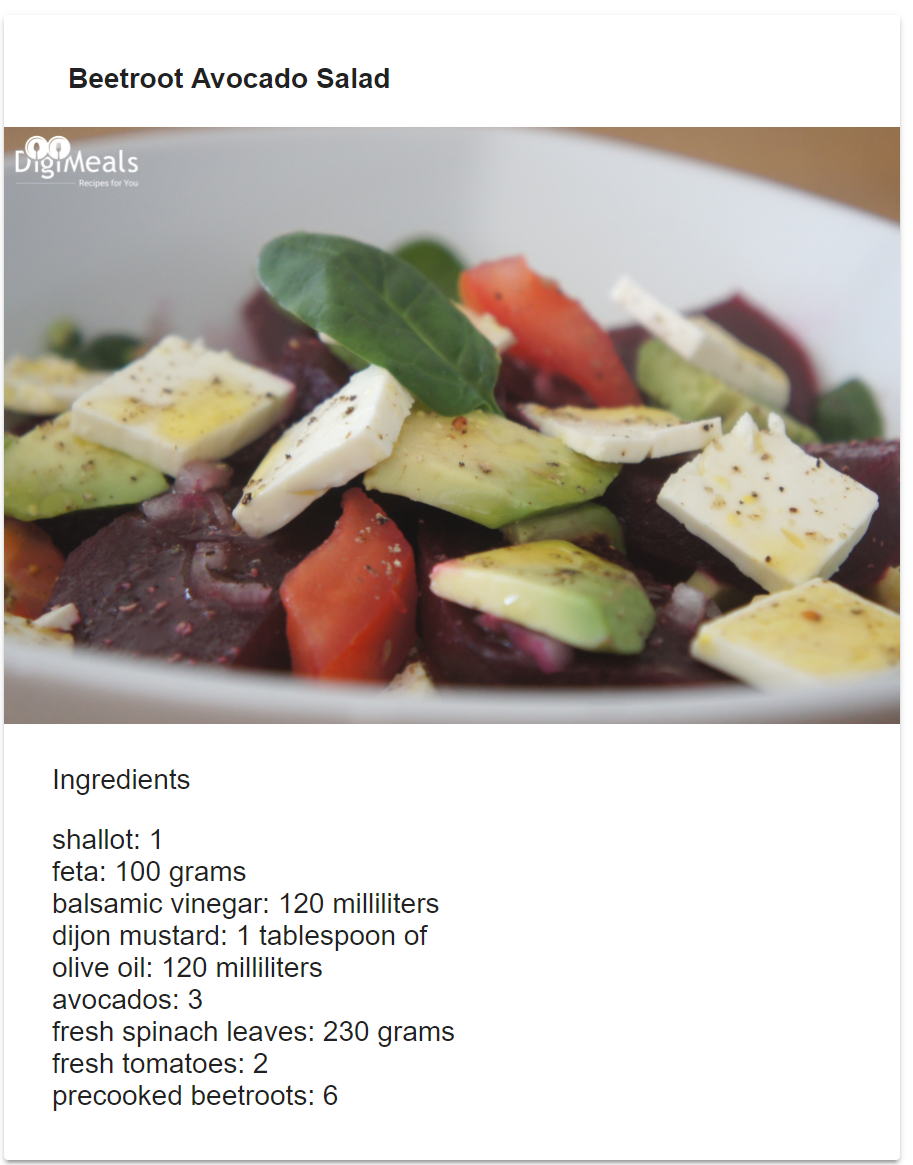 Beetroot Avocado Salad
DigiMeals
Recipes for You
Ingredients
shallot: 1
feta: 100 grams
balsamic vinegar: 120 milliliters
dijon mustard: 1 tablespoon of
olive oil: 120 milliliters
avocados: 3
fresh spinach leaves: 230 grams
fresh tomatoes: 2
precooked beetroots: 6